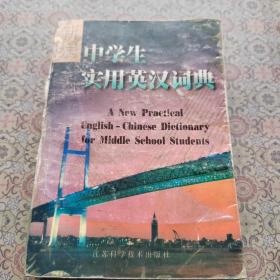 中学生
实用英汉词典
A New Practical
English-Chinese Dictionary
for Middle School Students
江苏科学技术出版社